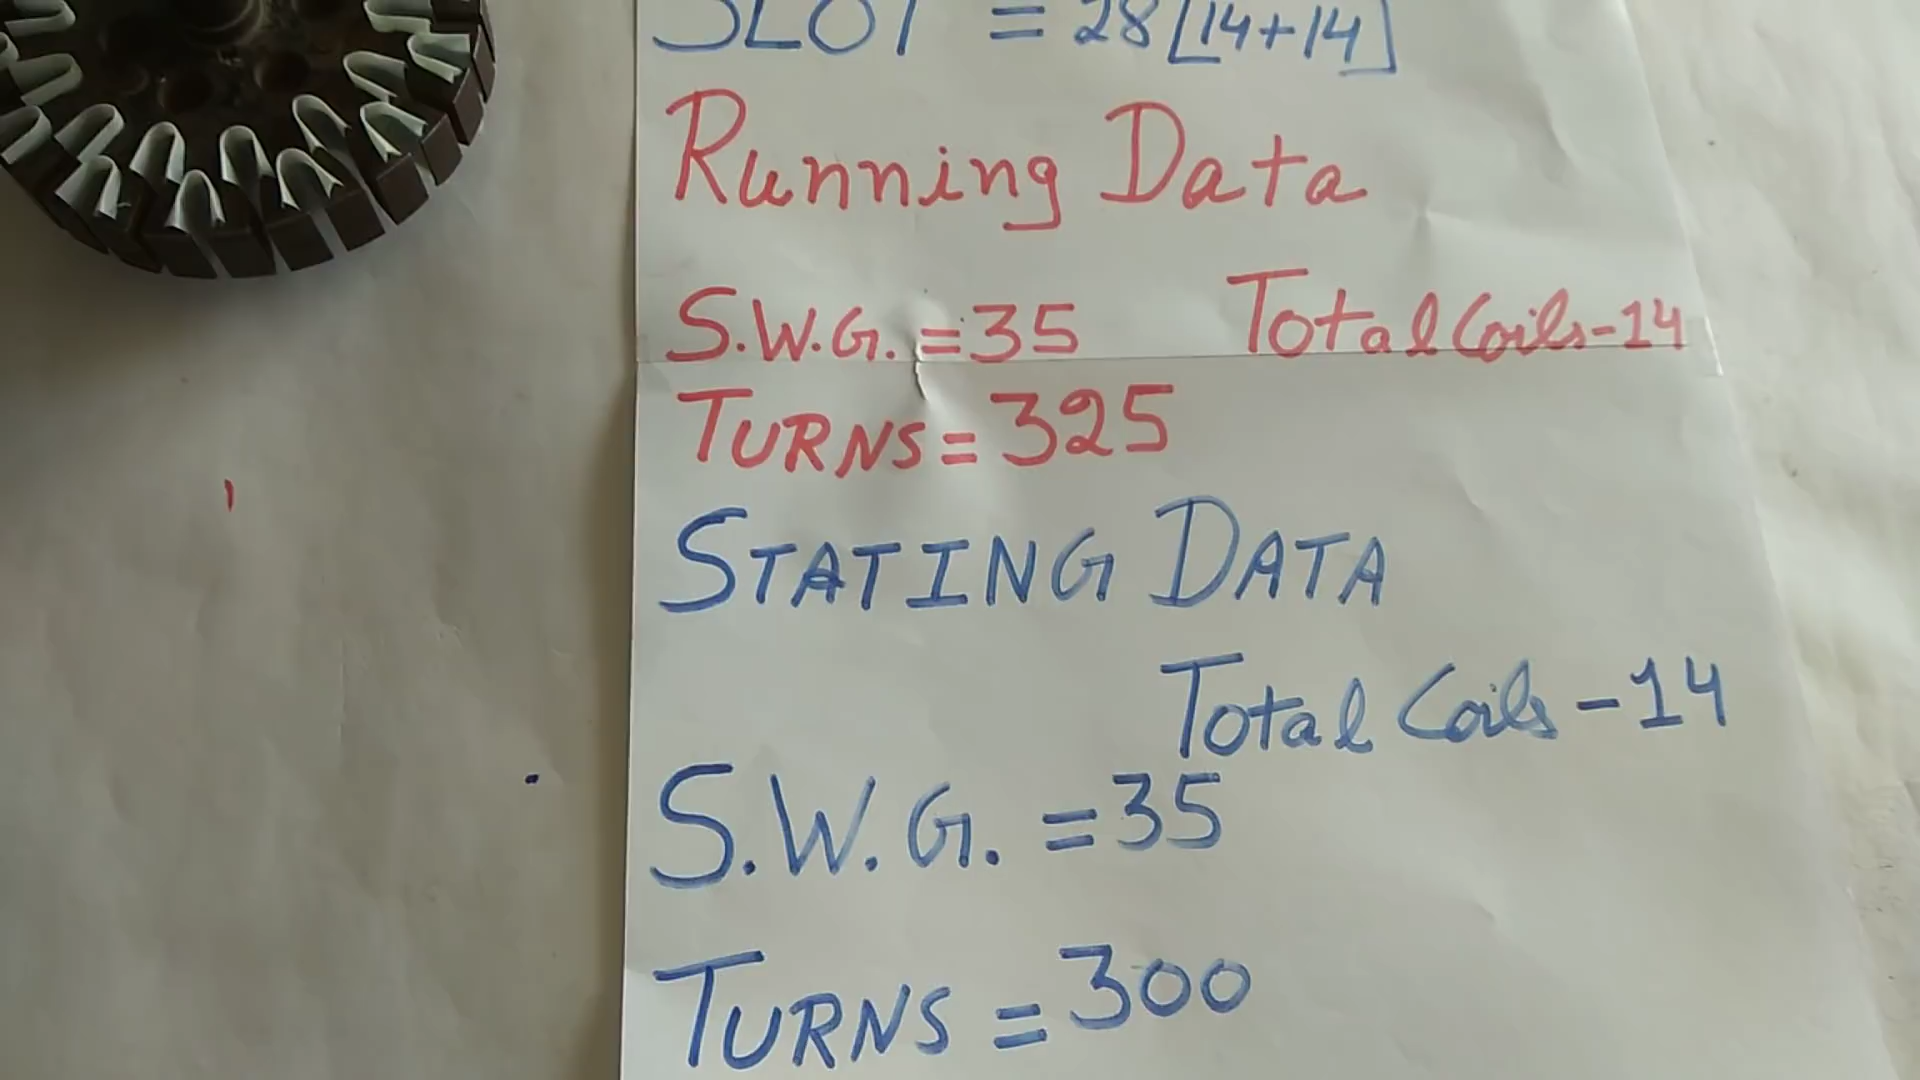 SLOT = 28[14+14]
Running Data
S.W.G. = 35 Total Coils-14
TURNS = 325
STATING DATA
Total Coils - 14
S.W.G. = 35
TURNS = 300